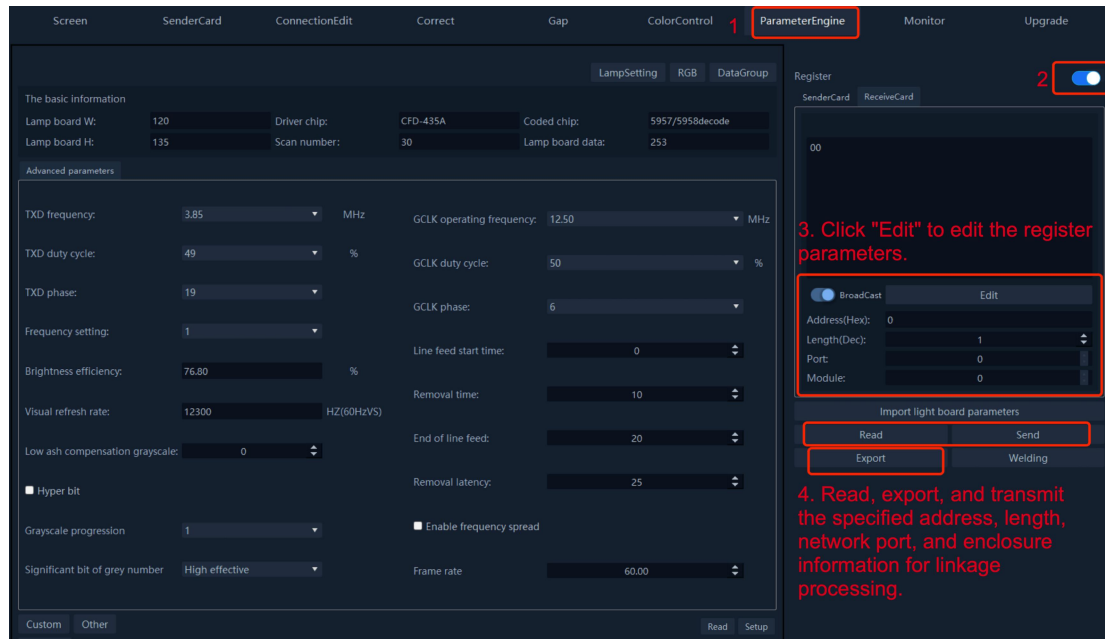 Screen SenderCard ConnectionEdit Correct Gap ColorControl 1 ParameterEngine Monitor Upgrade
LampSetting RGB DataGroup
Register 2
SenderCard ReceiveCard
The basic information
Lamp board W: 120 Driver chip: CFD-435A Coded chip: 5957/5958decode
Lamp board H: 135 Scan number: 30 Lamp board data: 253
00
Advanced parameters
TXD frequency: 3.85 MHz GCLK operating frequency: 12.50 MHz
TXD duty cycle: 49 % GCLK duty cycle: 50 %
TXD phase: 19 GCLK phase: 6
Frequency setting: 1 Line feed start time: 0
Brightness efficiency: 76.80 % Removal time: 10
Visual refresh rate: 12300 HZ(60HzVS) End of line feed: 20
Low ash compensation grayscale: 0 Removal latency: 25
Hyper bit Enable frequency spread
Grayscale progression 1
Significant bit of grey number High effective Frame rate 60.00
Custom Other Read Setup
3. Click "Edit" to edit the register
parameters.
BroadCast Edit
Address(Hex): 0
Length(Dec): 1
Port: 0
Module: 0
Import light board parameters
Read Send
Export Welding
4. Read, export, and transmit
the specified address, length,
network port, and enclosure
information for linkage
processing.